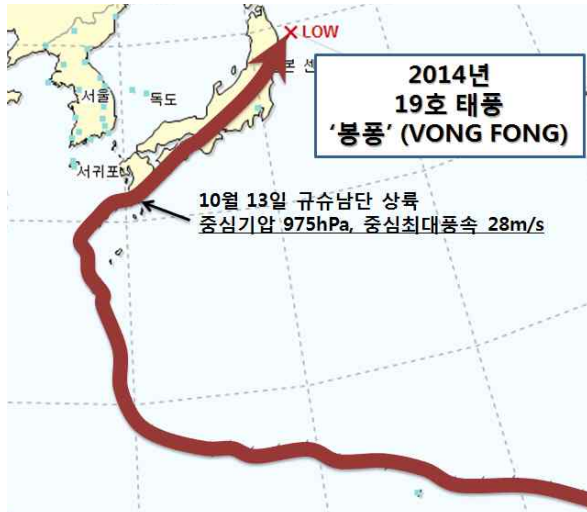 LOW
본 센
2014년
19호 태풍
‘봉퐁’ (VONG FONG)
서울
독도
서귀포
10월 13일 규슈남단 상륙
중심기압 975hPa, 중심최대풍속 28m/s